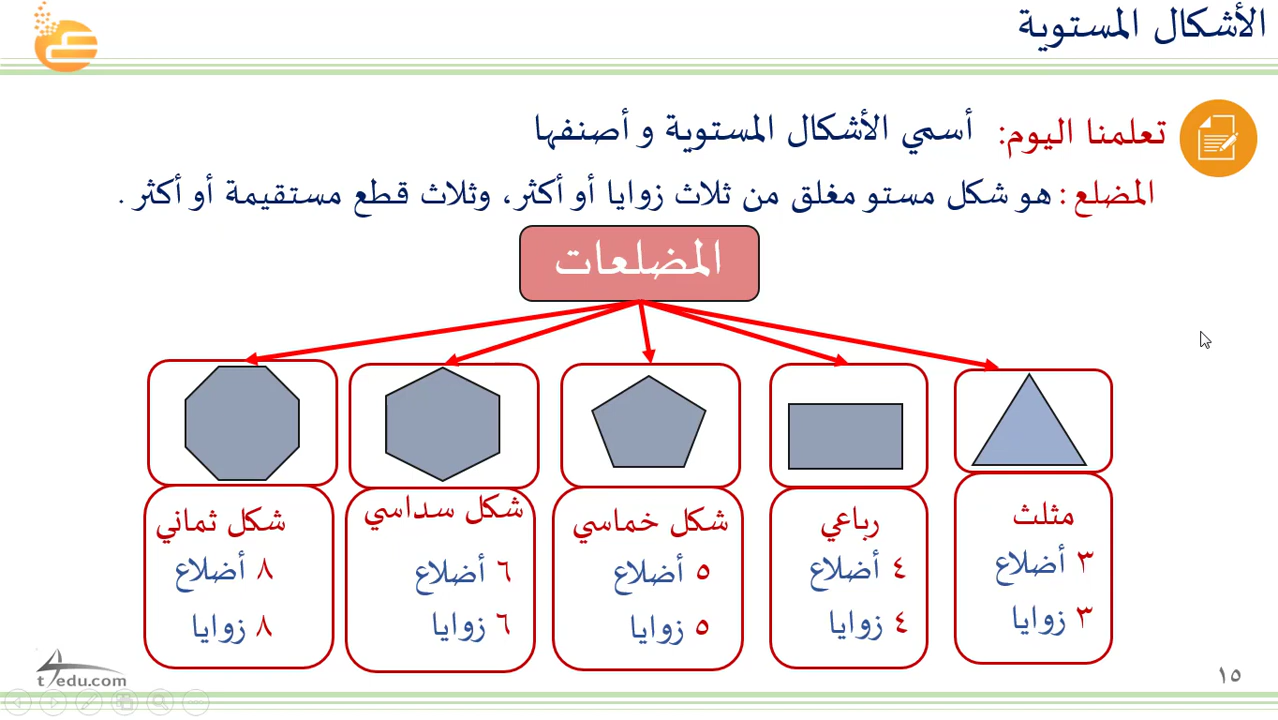 الأشكال المستوية
تعلمنا اليوم: أسمي الأشكال المستوية و أصنفها
المضلع : هو شكل مستو مغلق من ثلاث زوايا أو أكثر، وثلاث قطع مستقيمة أو أكثر .
المضلعات
مثلث
٣ أضلاع
٣ زوايا
رباعي
٤ أضلاع
٤ زوايا
شكل خماسي
٥ أضلاع
٥ زوايا
شكل سداسي
٦ أضلاع
٦ زوايا
شكل ثماني
٨ أضلاع
٨ زوايا
t4edu.com
١٥